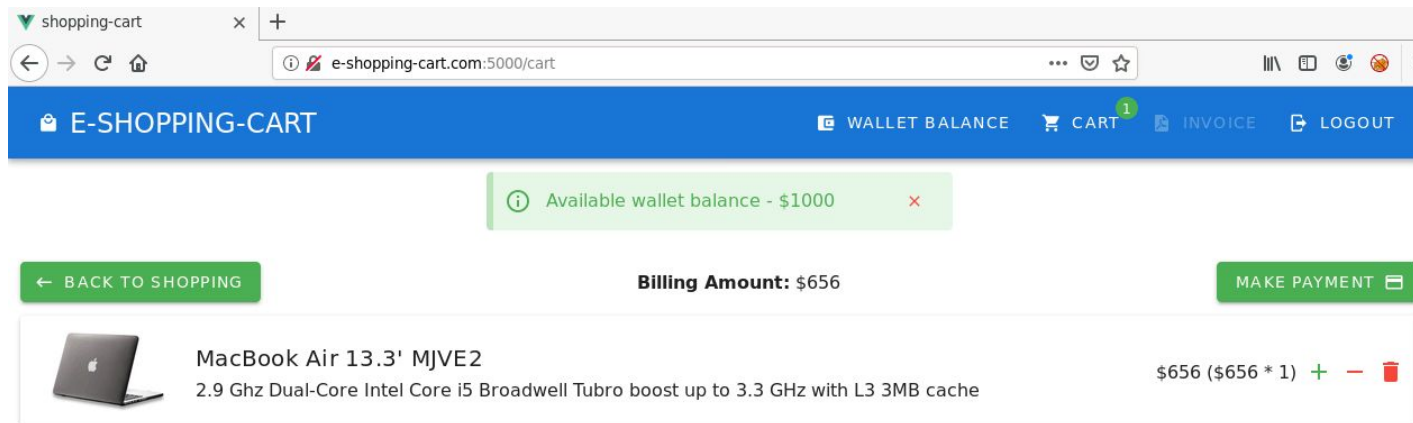 shopping-cart
e-shopping-cart.com:5000/cart
E-SHOPPING-CART
WALLET BALANCE
CART
1
INVOICE
LOGOUT
Available wallet balance - $1000
BACK TO SHOPPING
Billing Amount: $656
MAKE PAYMENT
MacBook Air 13.3' MJVE2
2.9 Ghz Dual-Core Intel Core i5 Broadwell Tubro boost up to 3.3 GHz with L3 3MB cache
$656 ($656 * 1)